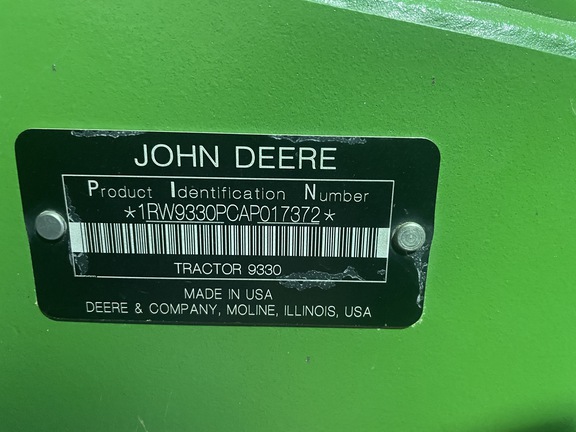 JOHN DEERE
Product Identification Number
*1RW9330PCAP017372*
TRACTOR 9330
MADE IN USA
DEERE & COMPANY, MOLINE, ILLINOIS, USA